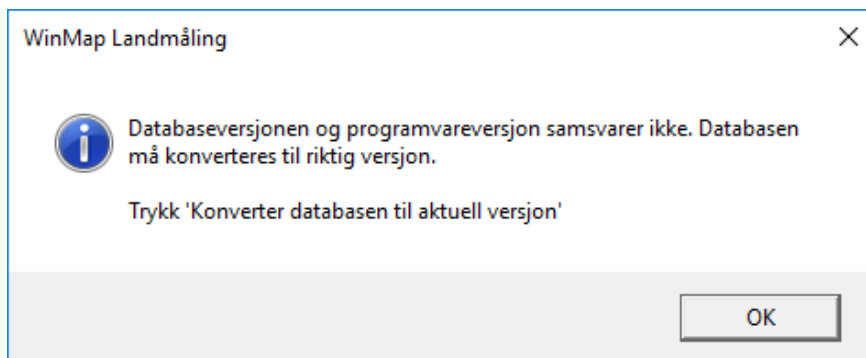 WinMap Landmåling
Databaseversjonen og programvareversjon samsvarer ikke. Databasen
må konverteres til riktig versjon.
Trykk 'Konverter databasen til aktuell versjon'
OK